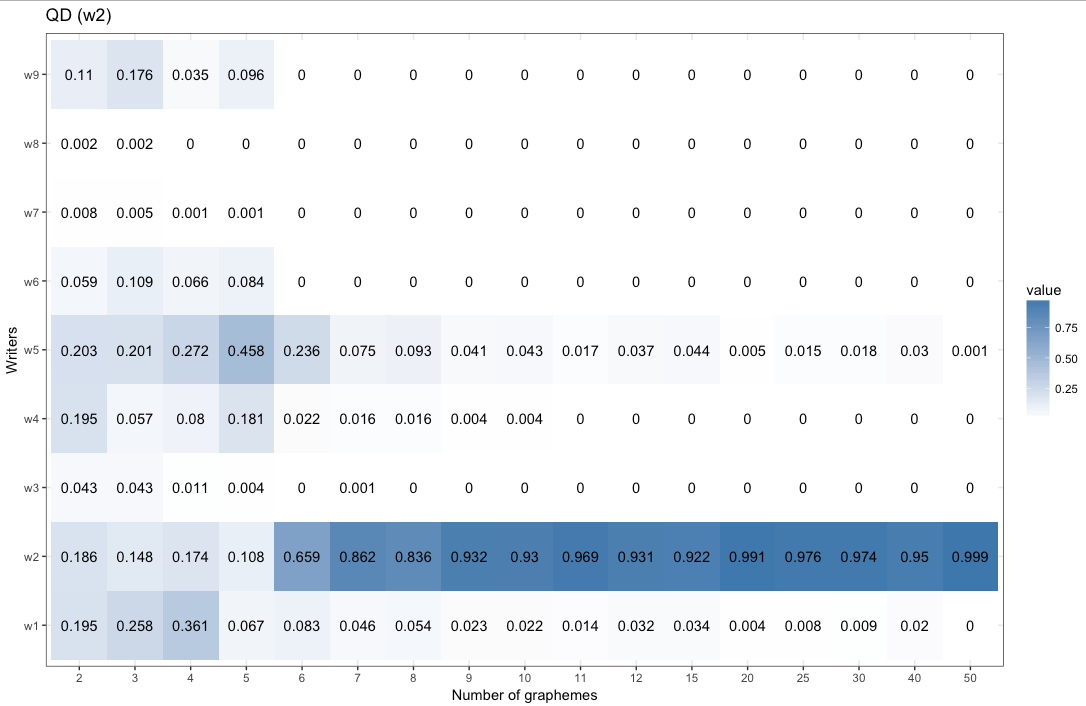 QD (w2)
w9 0.11 0.176 0.035 0.096 0 0 0 0 0 0 0 0 0 0 0 0 0
w8 0.002 0.002 0 0 0 0 0 0 0 0 0 0 0 0 0 0 0
w7 0.008 0.005 0.001 0.001 0 0 0 0 0 0 0 0 0 0 0 0 0
w6 0.059 0.109 0.066 0.084 0 0 0 0 0 0 0 0 0 0 0 0 0
w5 0.203 0.201 0.272 0.458 0.236 0.075 0.093 0.041 0.043 0.017 0.037 0.044 0.005 0.015 0.018 0.03 0.001
w4 0.195 0.057 0.08 0.181 0.022 0.016 0.016 0.004 0.004 0 0 0 0 0 0 0 0
w3 0.043 0.043 0.011 0.004 0 0.001 0 0 0 0 0 0 0 0 0 0 0
w2 0.186 0.148 0.174 0.108 0.659 0.862 0.836 0.932 0.93 0.969 0.931 0.922 0.991 0.976 0.974 0.95 0.999
w1 0.195 0.258 0.361 0.067 0.083 0.046 0.054 0.023 0.022 0.014 0.032 0.034 0.004 0.008 0.009 0.02 0
2 3 4 5 6 7 8 9 10 11 12 15 20 25 30 40 50
Number of graphemes
Writers
value
0.75
0.50
0.25